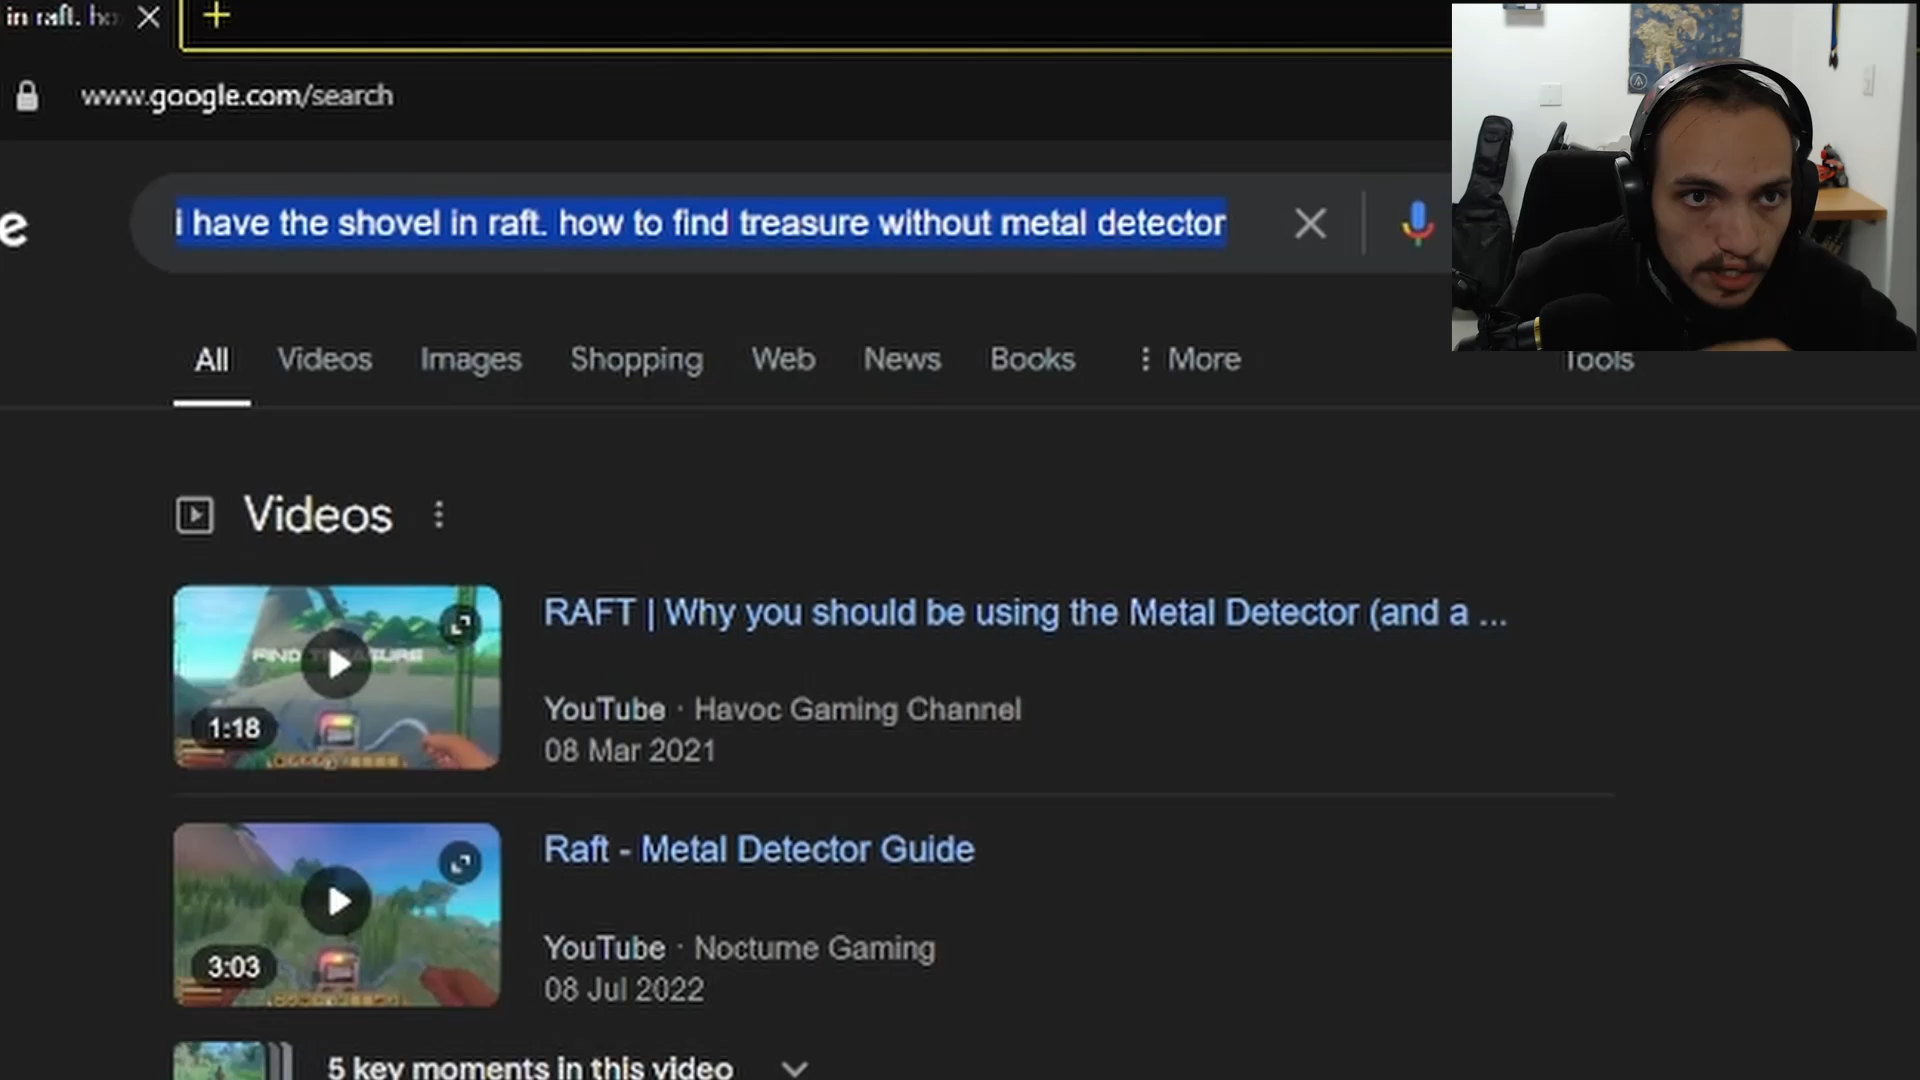 in raft. ho
www.google.com/search
e
i have the shovel in raft. how to find treasure without metal detector
All Videos Images Shopping Web News Books More Tools
Videos
FIND TREASURE
1:18
RAFT | Why you should be using the Metal Detector (and a ...
YouTube · Havoc Gaming Channel
08 Mar 2021
3:03
Raft - Metal Detector Guide
YouTube · Nocturne Gaming
08 Jul 2022
5 key moments in this video